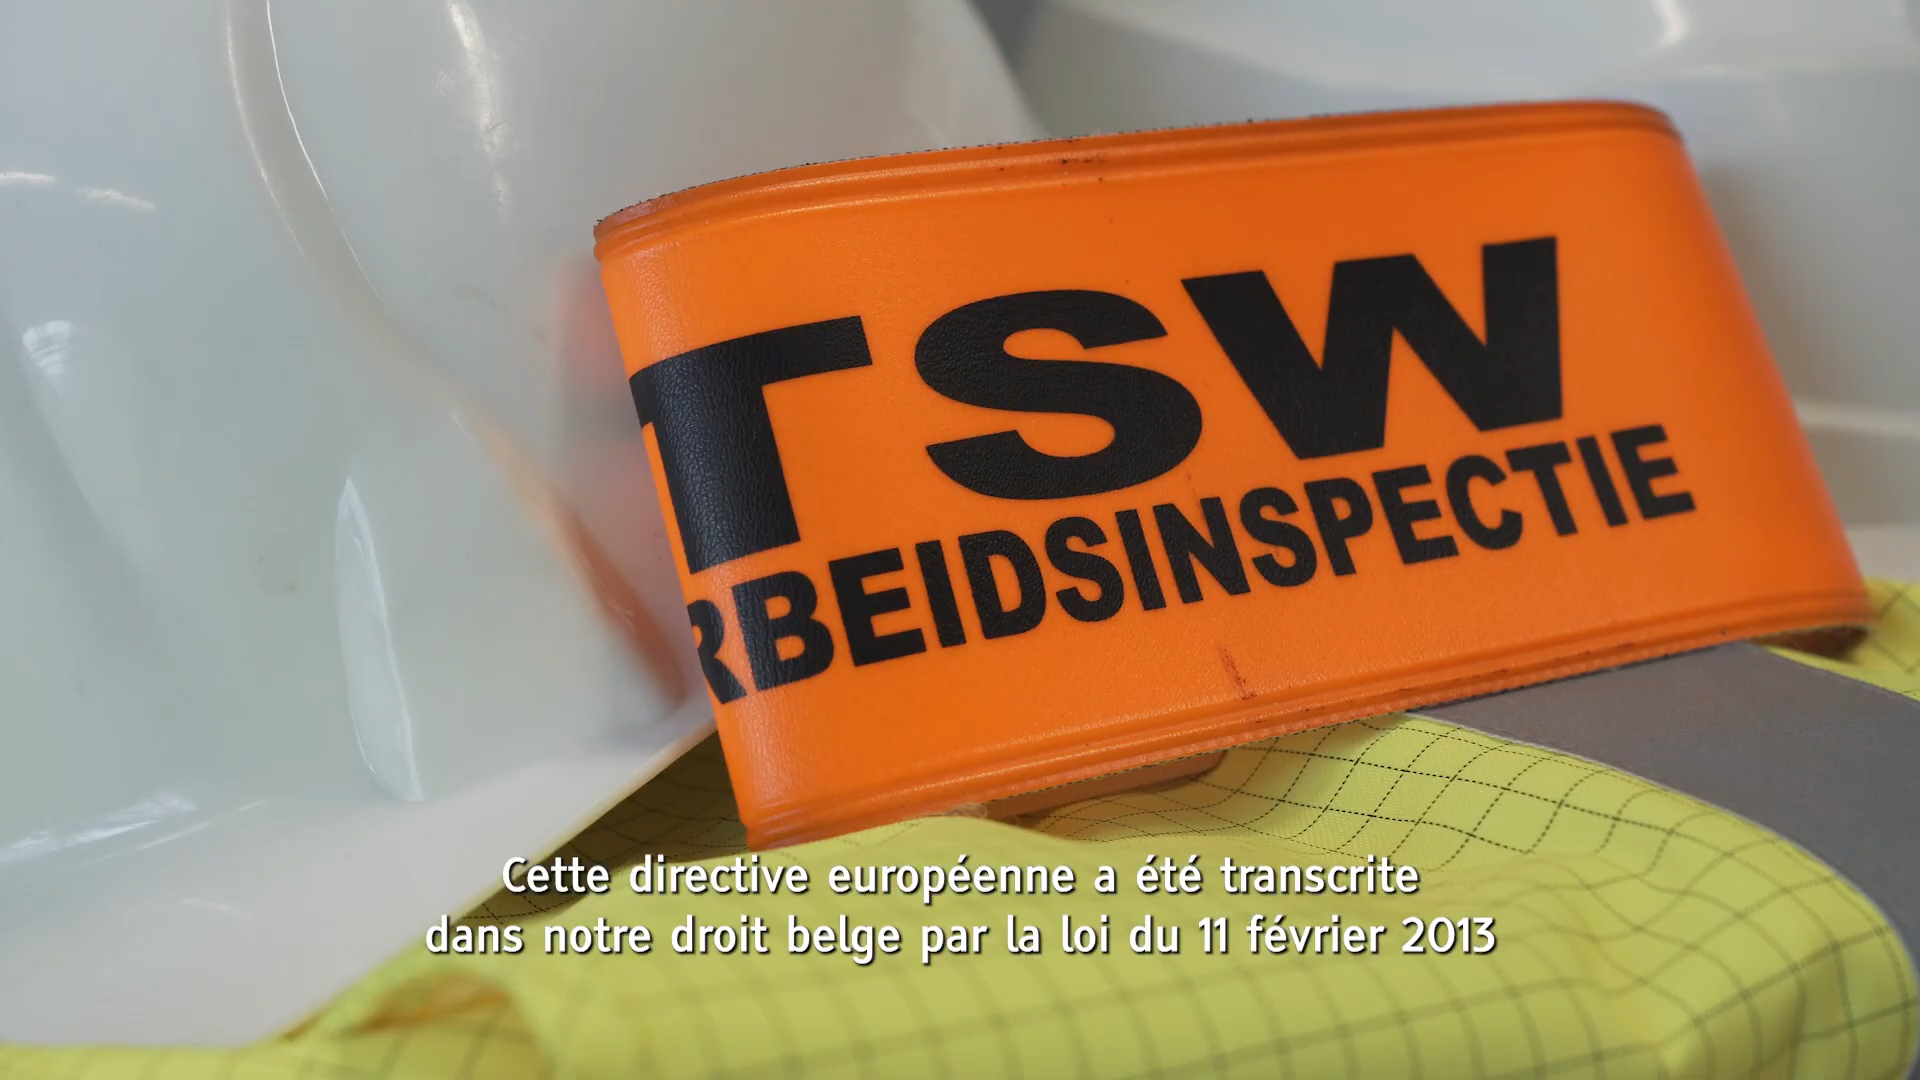 TSW
RBEIDSINSPECTIE
Cette directive européenne a été transcrite
dans notre droit belge par la loi du 11 février 2013